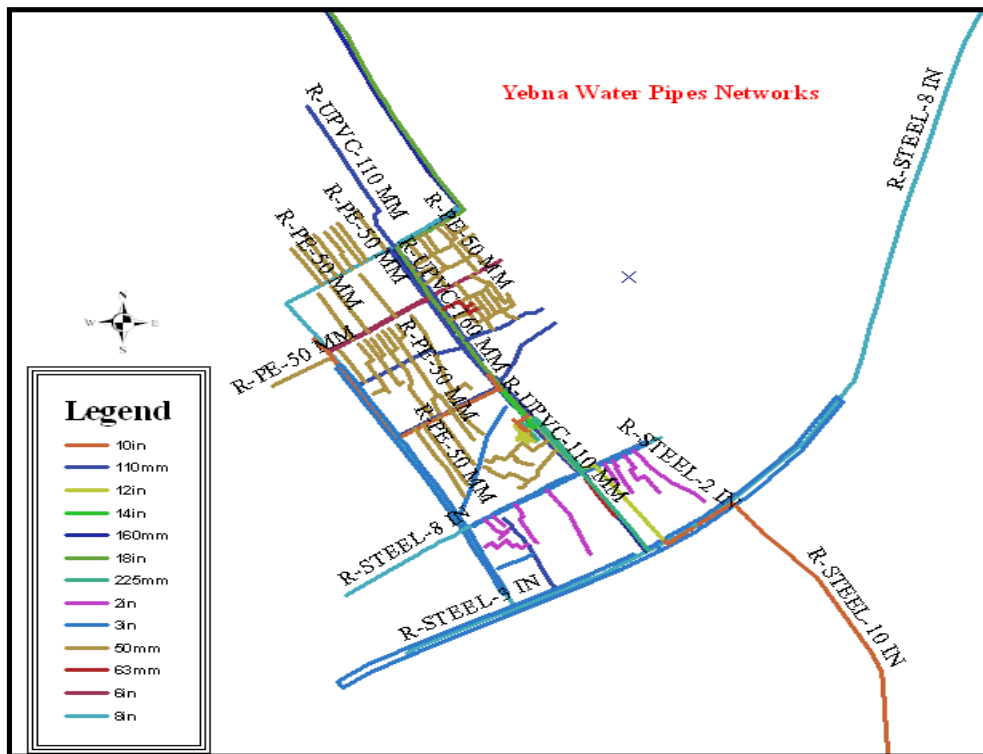 Yebna Water Pipes Networks
R-STEEL-8 IN
R-UPVC-110 MM
R-PE-50 MM
R-PE-50 MM
R-PE-50 MM
R-UPVC-160 MM
R-PE-50 MM
R-PE-50 MM
R-PE-50 MM
R-UPVC-110 MM
R-STEEL-2 IN
R-STEEL-8 IN
R-STEEL-3 IN
R-STEEL-10 IN
N
W E
S
Legend
10in
110mm
12in
14in
160mm
18in
225mm
2in
3in
50mm
63mm
6in
8in